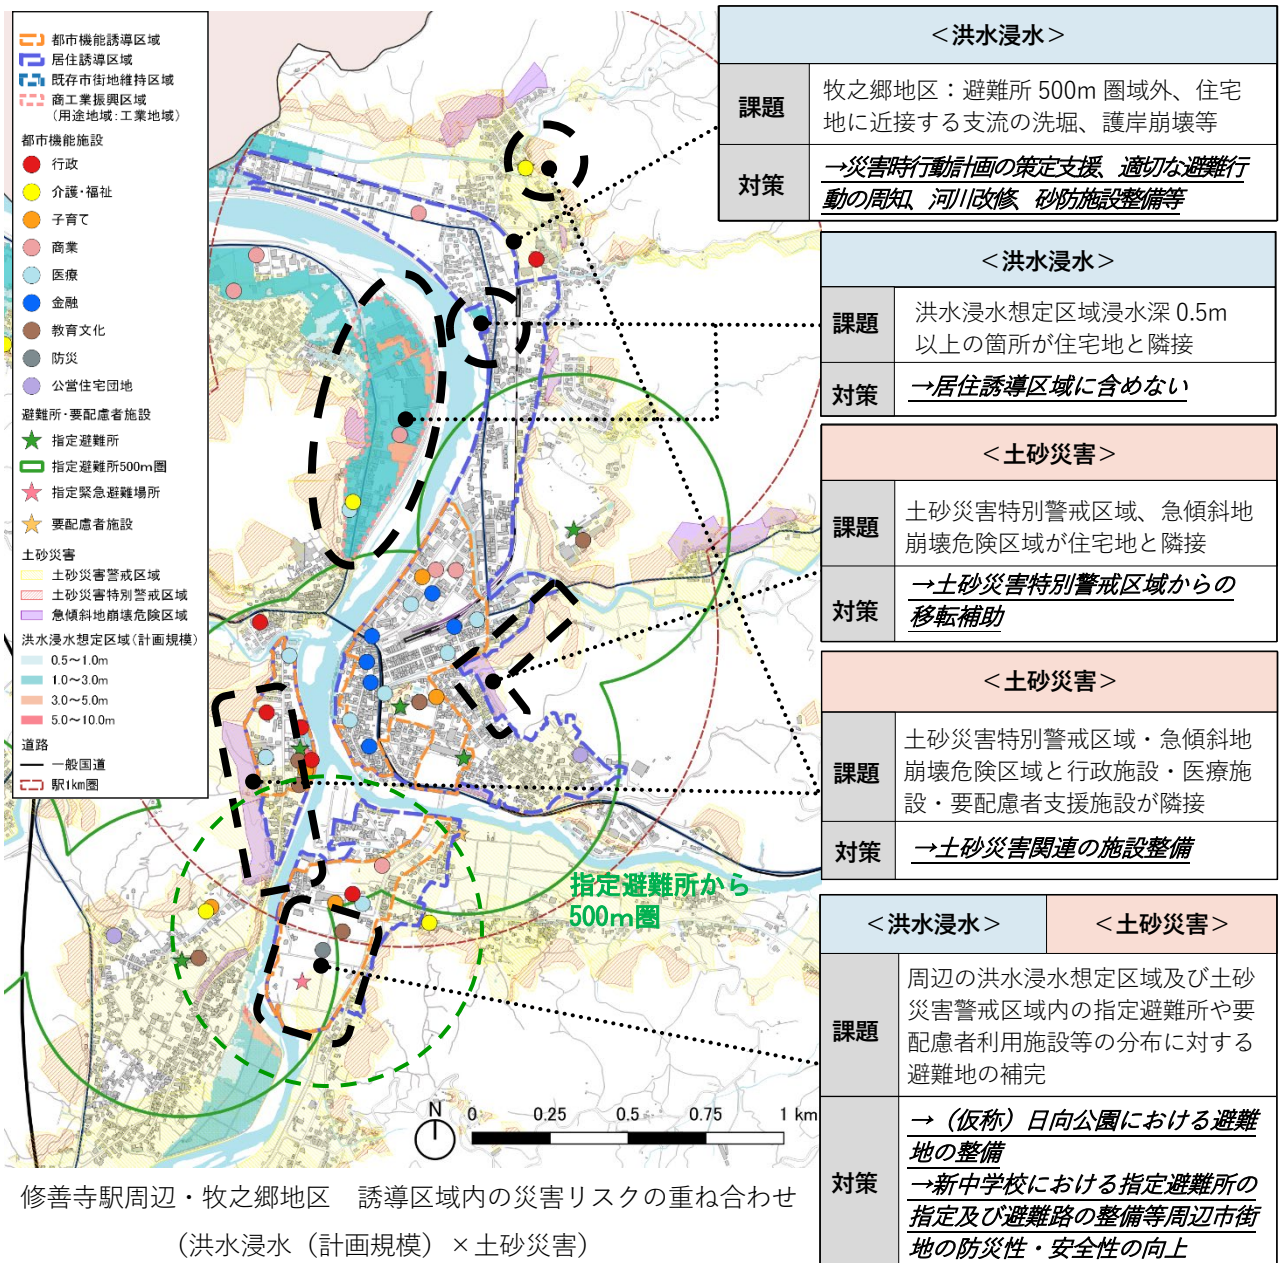 都市機能誘導区域
居住誘導区域
既存市街地維持区域
商工業振興区域
(用途地域:工業地域)
都市機能施設
行政
介護・福祉
子育て
商業
医療
金融
教育文化
防災
公営住宅団地
避難所・要配慮者施設
指定避難所
指定避難所500m圏
指定緊急避難場所
要配慮者施設
土砂災害
土砂災害警戒区域
土砂災害特別警戒区域
急傾斜地崩壊危険区域
洪水浸水想定区域(計画規模)
0.5～1.0m
1.0～3.0m
3.0～5.0m
5.0～10.0m
道路
一般国道
駅1km圏
指定避難所から
500m圏
N
0 0.25 0.5 0.75 1 km
修善寺駅周辺・牧之郷地区　誘導区域内の災害リスクの重ね合わせ
（洪水浸水（計画規模）×土砂災害）
＜洪水浸水＞
課題
牧之郷地区：避難所 500m 圏域外、住宅
地に近接する支流の洗堀、護岸崩壊等
対策
→災害時行動計画の策定支援、適切な避難行
動の周知、河川改修、砂防施設整備等
＜洪水浸水＞
課題
洪水浸水想定区域浸水深 0.5m
以上の箇所が住宅地と隣接
対策
→居住誘導区域に含めない
＜土砂災害＞
課題
土砂災害特別警戒区域、急傾斜地
崩壊危険区域が住宅地と隣接
対策
→土砂災害特別警戒区域からの
移転補助
＜土砂災害＞
課題
土砂災害特別警戒区域・急傾斜地
崩壊危険区域と行政施設・医療施
設・要配慮者支援施設が隣接
対策
→土砂災害関連の施設整備
＜洪水浸水＞
＜土砂災害＞
課題
周辺の洪水浸水想定区域及び土砂
災害警戒区域内の指定避難所や要
配慮者利用施設等の分布に対する
避難地の補完
対策
→（仮称）日向公園における避難
地の整備
→新中学校における指定避難所の
指定及び避難路の整備等周辺市街
地の防災性・安全性の向上